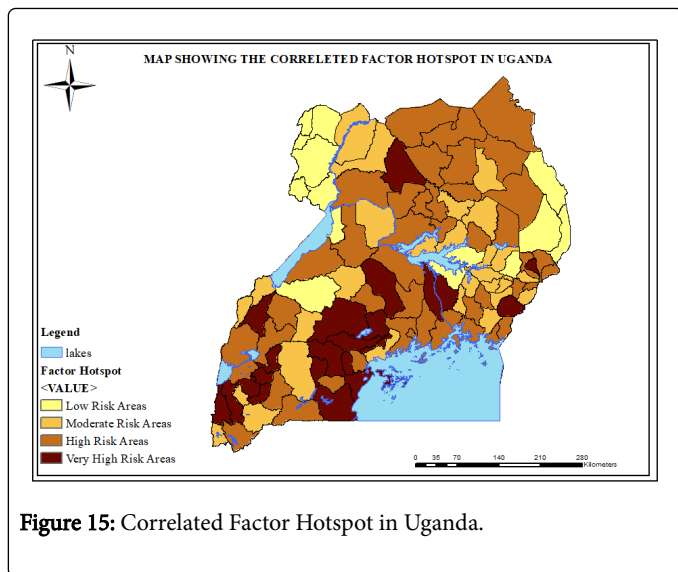 N
MAP SHOWING THE CORRELETED FACTOR HOTSPOT IN UGANDA
Legend
lakes
Factor Hotspot
<VALUE>
Low Risk Areas
Moderate Risk Areas
High Risk Areas
Very High Risk Areas
0 35 70 140 210 280
Kilometers
Figure 15: Correlated Factor Hotspot in Uganda.